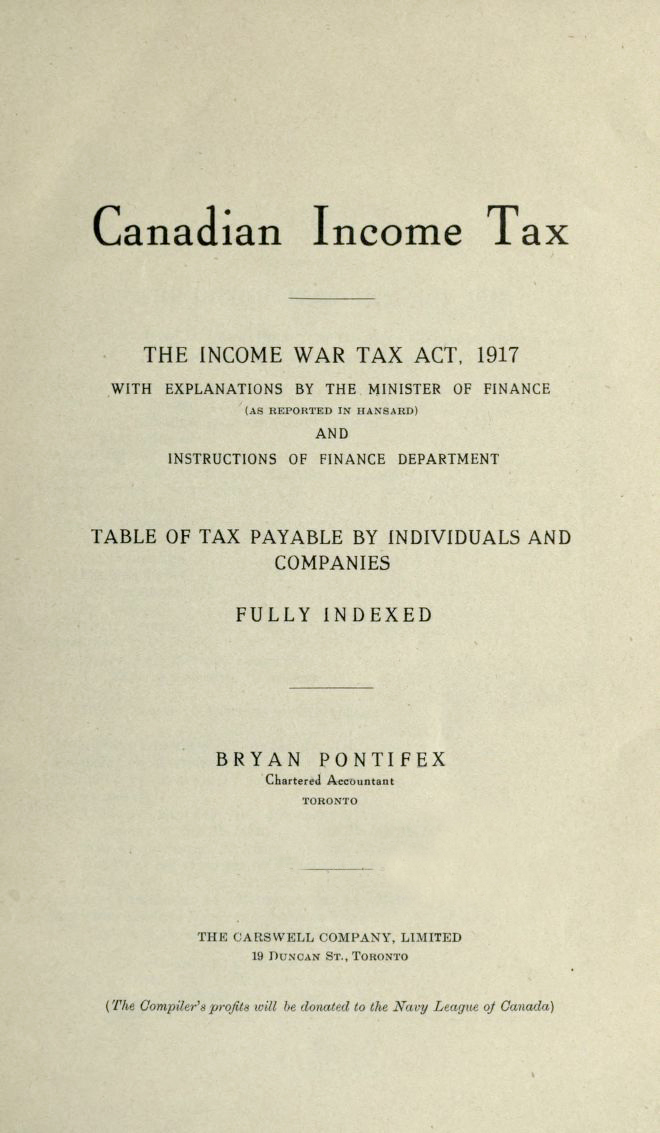 Canadian Income Tax
THE INCOME WAR TAX ACT, 1917
WITH EXPLANATIONS BY THE MINISTER OF FINANCE
(AS REPORTED IN HANSARD)
AND
INSTRUCTIONS OF FINANCE DEPARTMENT
TABLE OF TAX PAYABLE BY INDIVIDUALS AND
COMPANIES
FULLY INDEXED
BRYAN PONTIFEX
Chartered Accountant
TORONTO
THE CARSWELL COMPANY, LIMITED
19 DUNCAN ST., TORONTO
(The Compiler's profits will be donated to the Navy League of Canada)